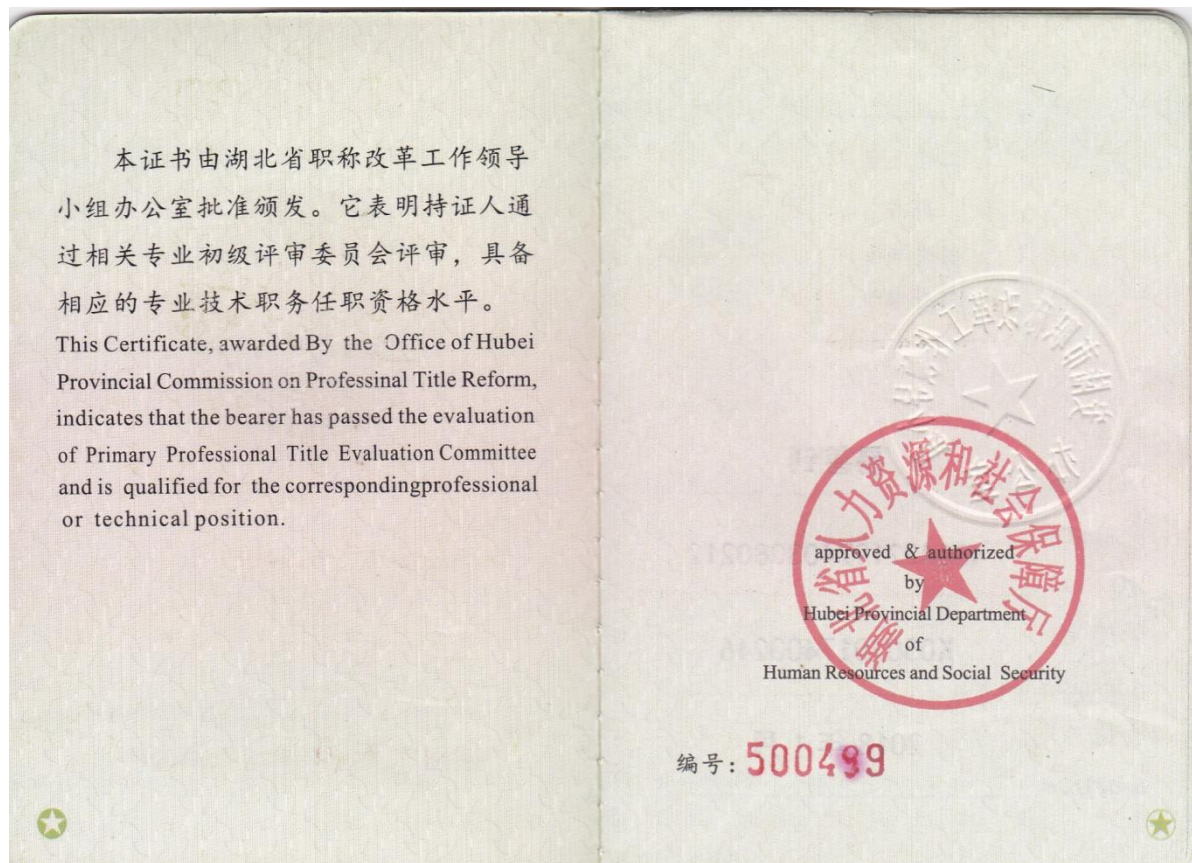 本证书由湖北省职称改革工作领导
小组办公室批准颁发。它表明持证人通
过相关专业初级评审委员会评审，具备
相应的专业技术职务任职资格水平。
This Certificate, awarded By the Office of Hubei
Provincial Commission on Professinal Title Reform,
indicates that the bearer has passed the evaluation
of Primary Professional Title Evaluation Committee
and is qualified for the correspondingprofessional
or technical position.
湖北省人力资源和社会保障厅
approved & authorized
by
Hubei Provincial Department
of
Human Resources and Social Security
编号: